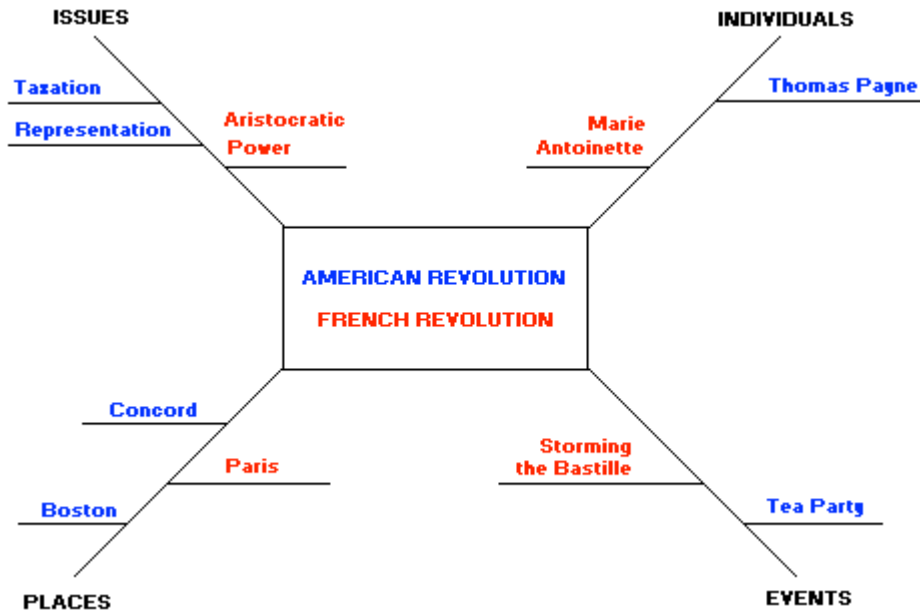 ISSUES
INDIVIDUALS
Taxation
Thomas Payne
Representation
Aristocratic
Power
Marie
Antoinette
AMERICAN REVOLUTION
FRENCH REVOLUTION
Concord
Paris
Storming
the Bastille
Boston
Tea Party
PLACES
EVENTS